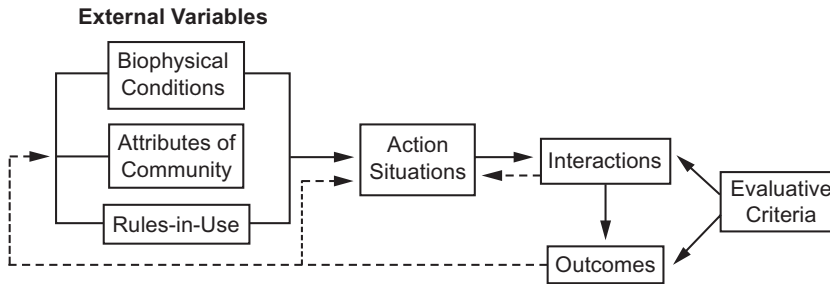 External Variables
Biophysical
Conditions
Attributes of
Community
Rules-in-Use
Action
Situations
Interactions
Outcomes
Evaluative
Criteria